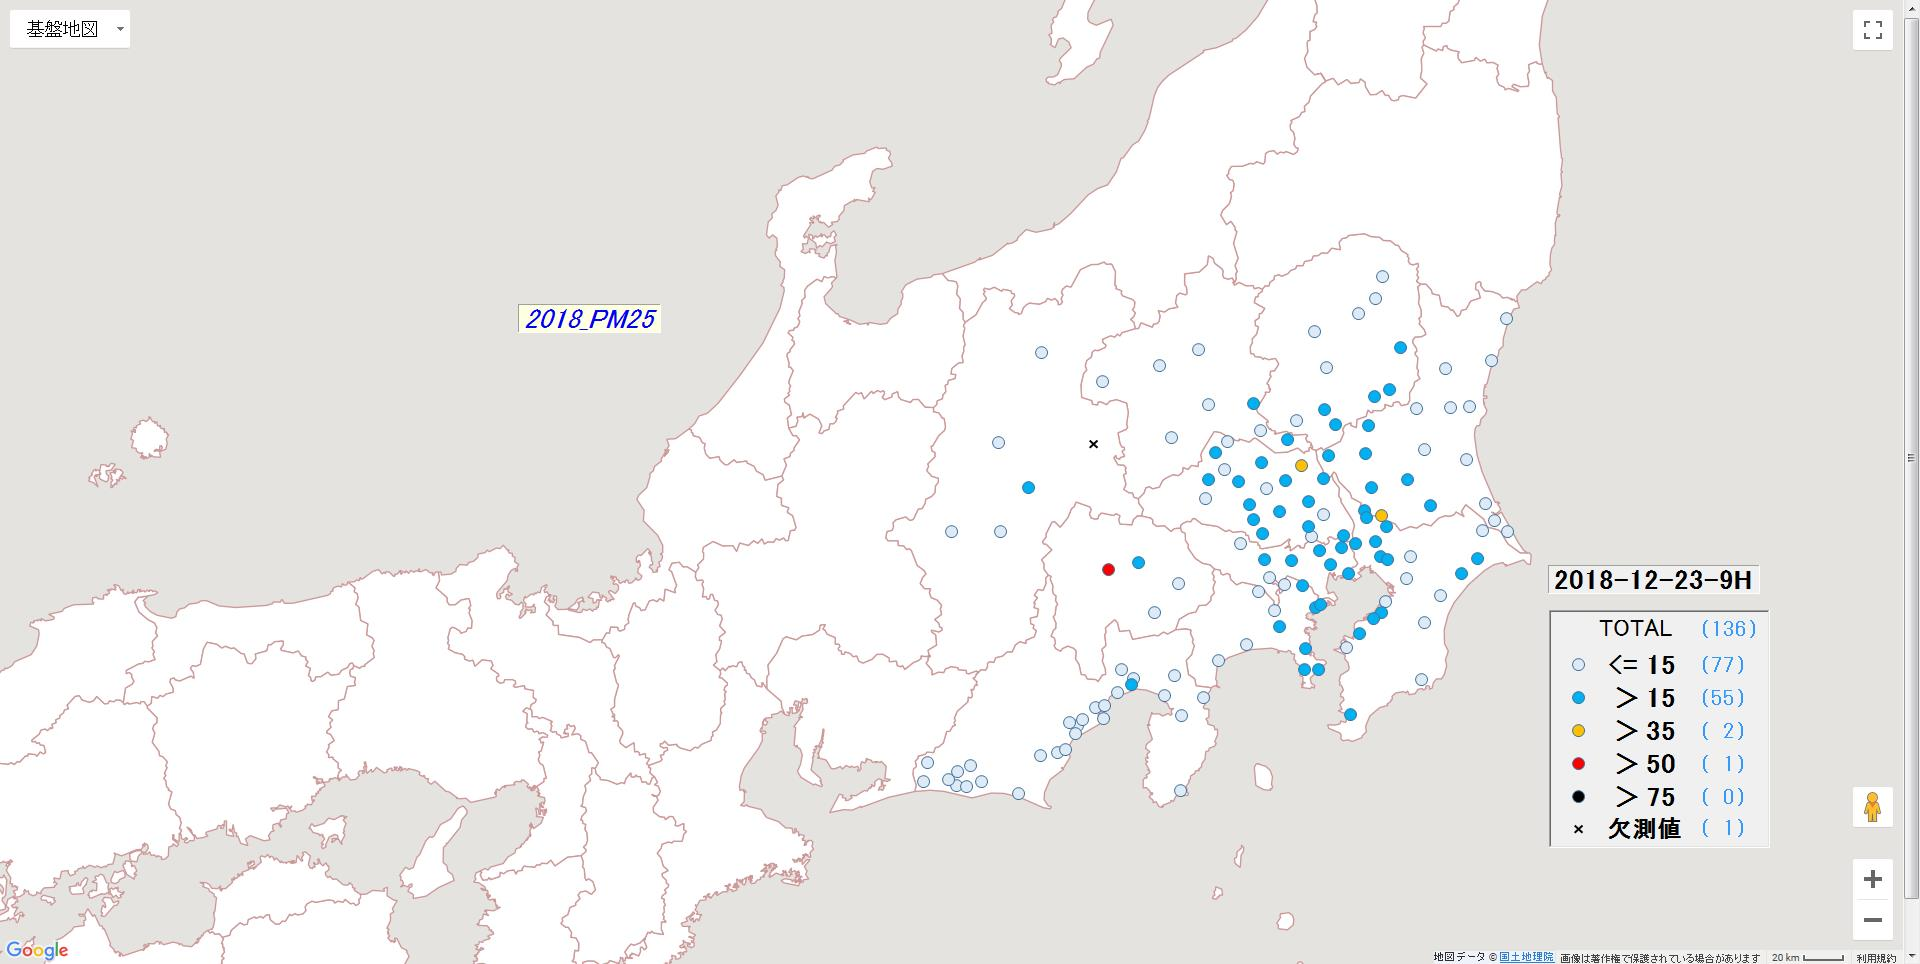 基盤地図
2018_PM25
2018-12-23-9H
TOTAL (136)
<= 15 (77)
> 15 (55)
> 35 ( 2)
> 50 ( 1)
> 75 ( 0)
× 欠測値 ( 1)
Google
地図データ © 国土地理院 画像は著作権で保護されている場合があります 20 km 利用規約